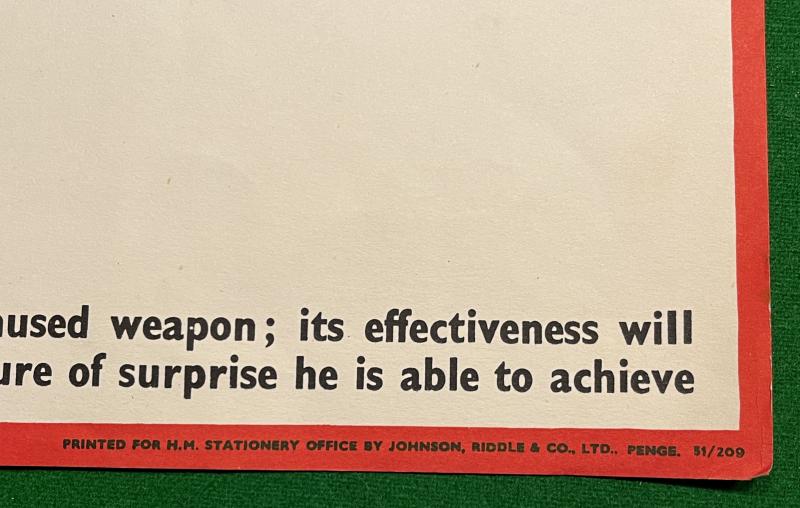 used weapon; its effectiveness will
ure of surprise he is able to achieve
PRINTED FOR H.M. STATIONERY OFFICE BY JOHNSON, RIDDLE & CO., LTD., PENGE. 51/209